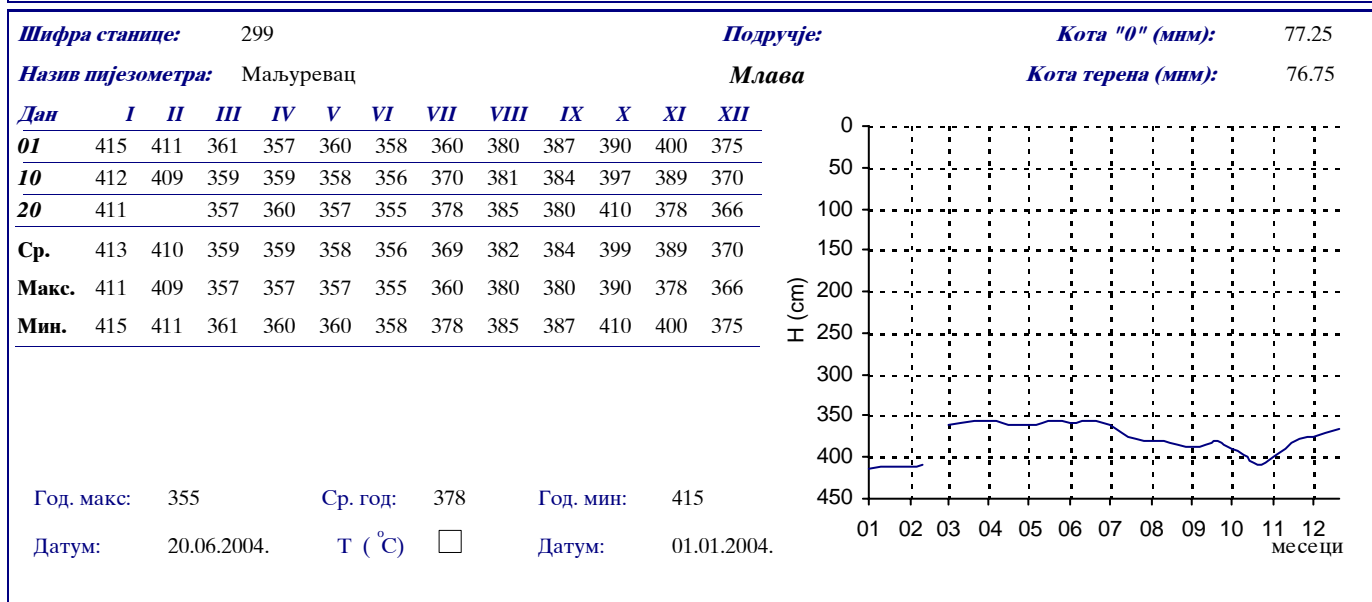 Шифра станице: 299 Подручје: Кота "0" (мнм): 77.25
Назив пијезометра: Маљуревац Млава Кота терена (мнм): 76.75
Дан I II III IV V VI VII VIII IX X XI XII
01 415 411 361 357 360 358 360 380 387 390 400 375
10 412 409 359 359 358 356 370 381 384 397 389 370
20 411 357 360 357 355 378 385 380 410 378 366
Ср. 413 410 359 359 358 356 369 382 384 399 389 370
Макс. 411 409 357 357 357 355 360 380 380 390 378 366
Мин. 415 411 361 360 360 358 378 385 387 410 400 375
Год. макс: 355 Ср. год: 378 Год. мин: 415
Датум: 20.06.2004. Т ( °C) Датум: 01.01.2004.
H (cm)
0
50
100
150
200
250
300
350
400
450
01 02 03 04 05 06 07 08 09 10 11 12
месеци